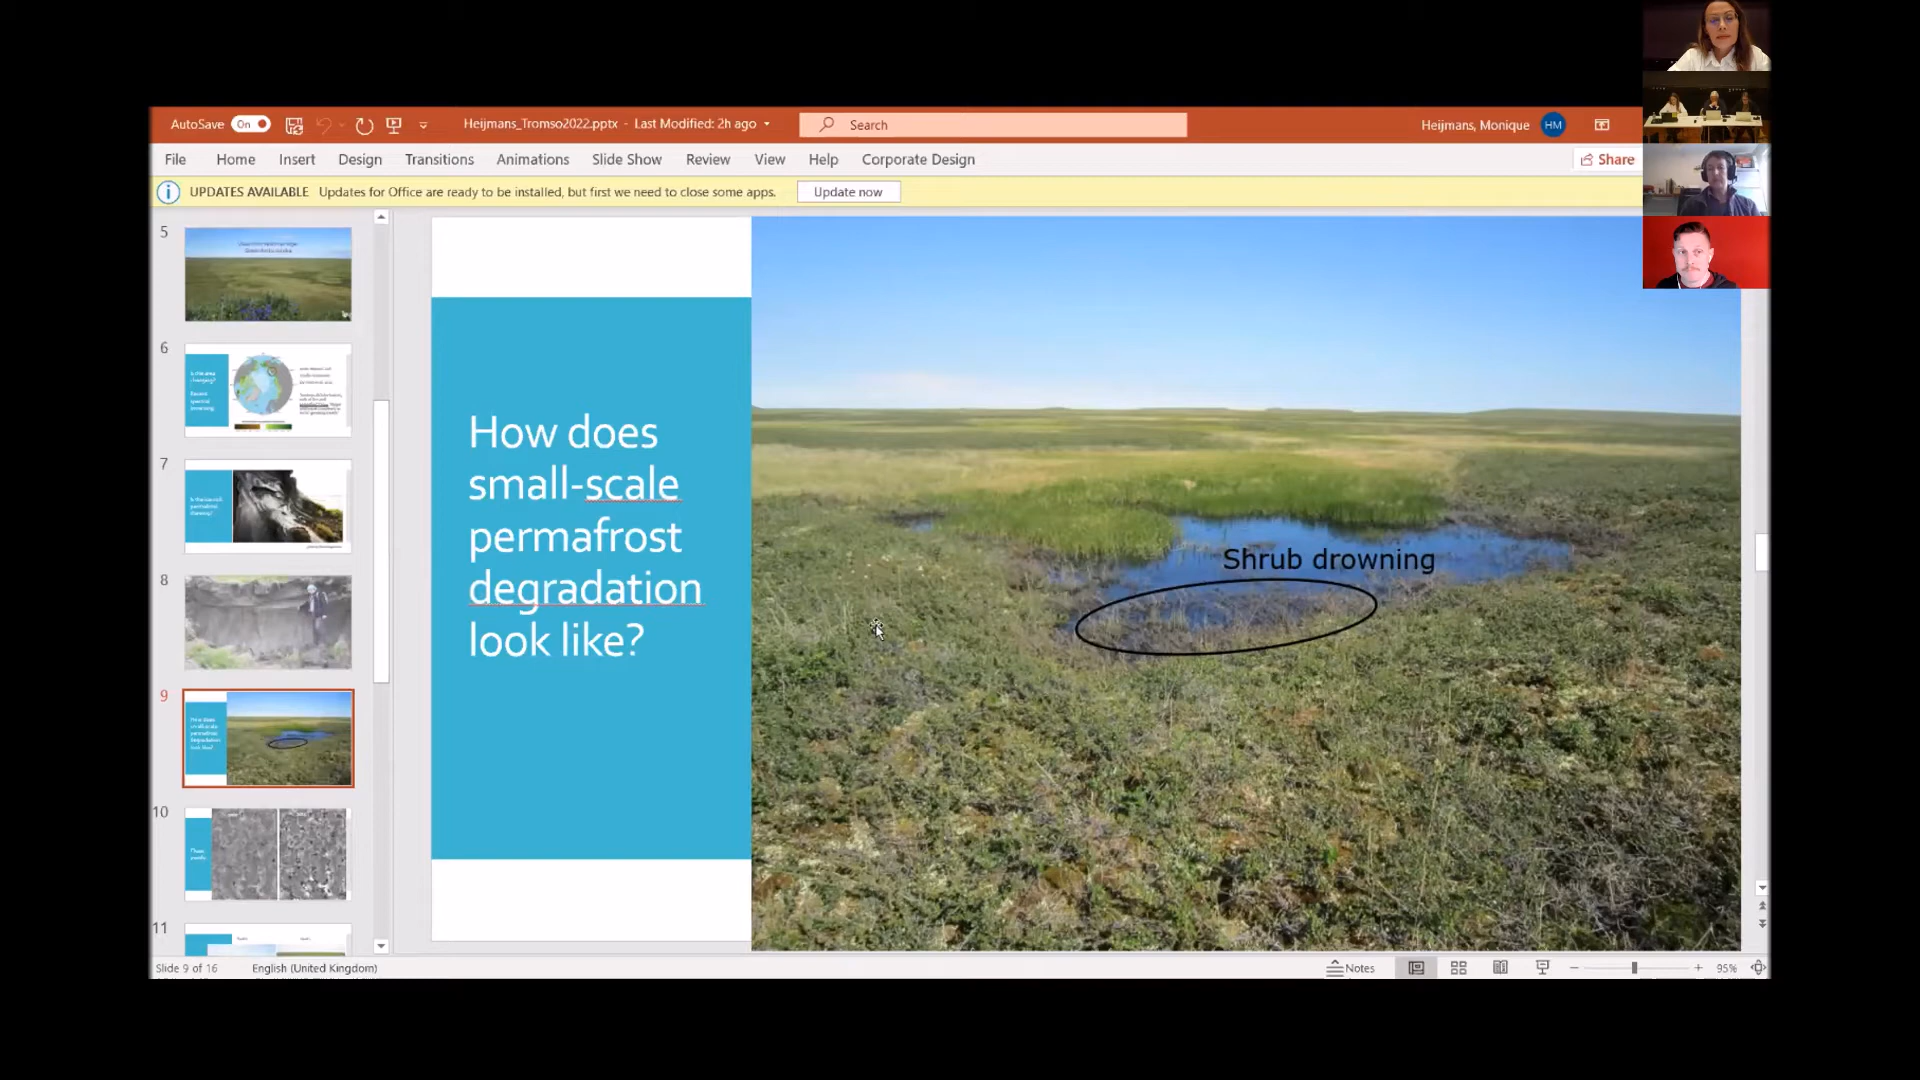 AutoSave On
Heijmans_Tromso2022.pptx - Last Modified: 2h ago
Search
Heijmans, Monique HM
File Home Insert Design Transitions Animations Slide Show Review View Help Corporate Design
Share
UPDATES AVAILABLE Updates for Office are ready to be installed, but first we need to close some apps. Update now
5
6
7
8
9
10
11
How does
small-scale
permafrost
degradation
look like?
Shrub drowning
Slide 9 of 16 English (United Kingdom)
Notes
95%